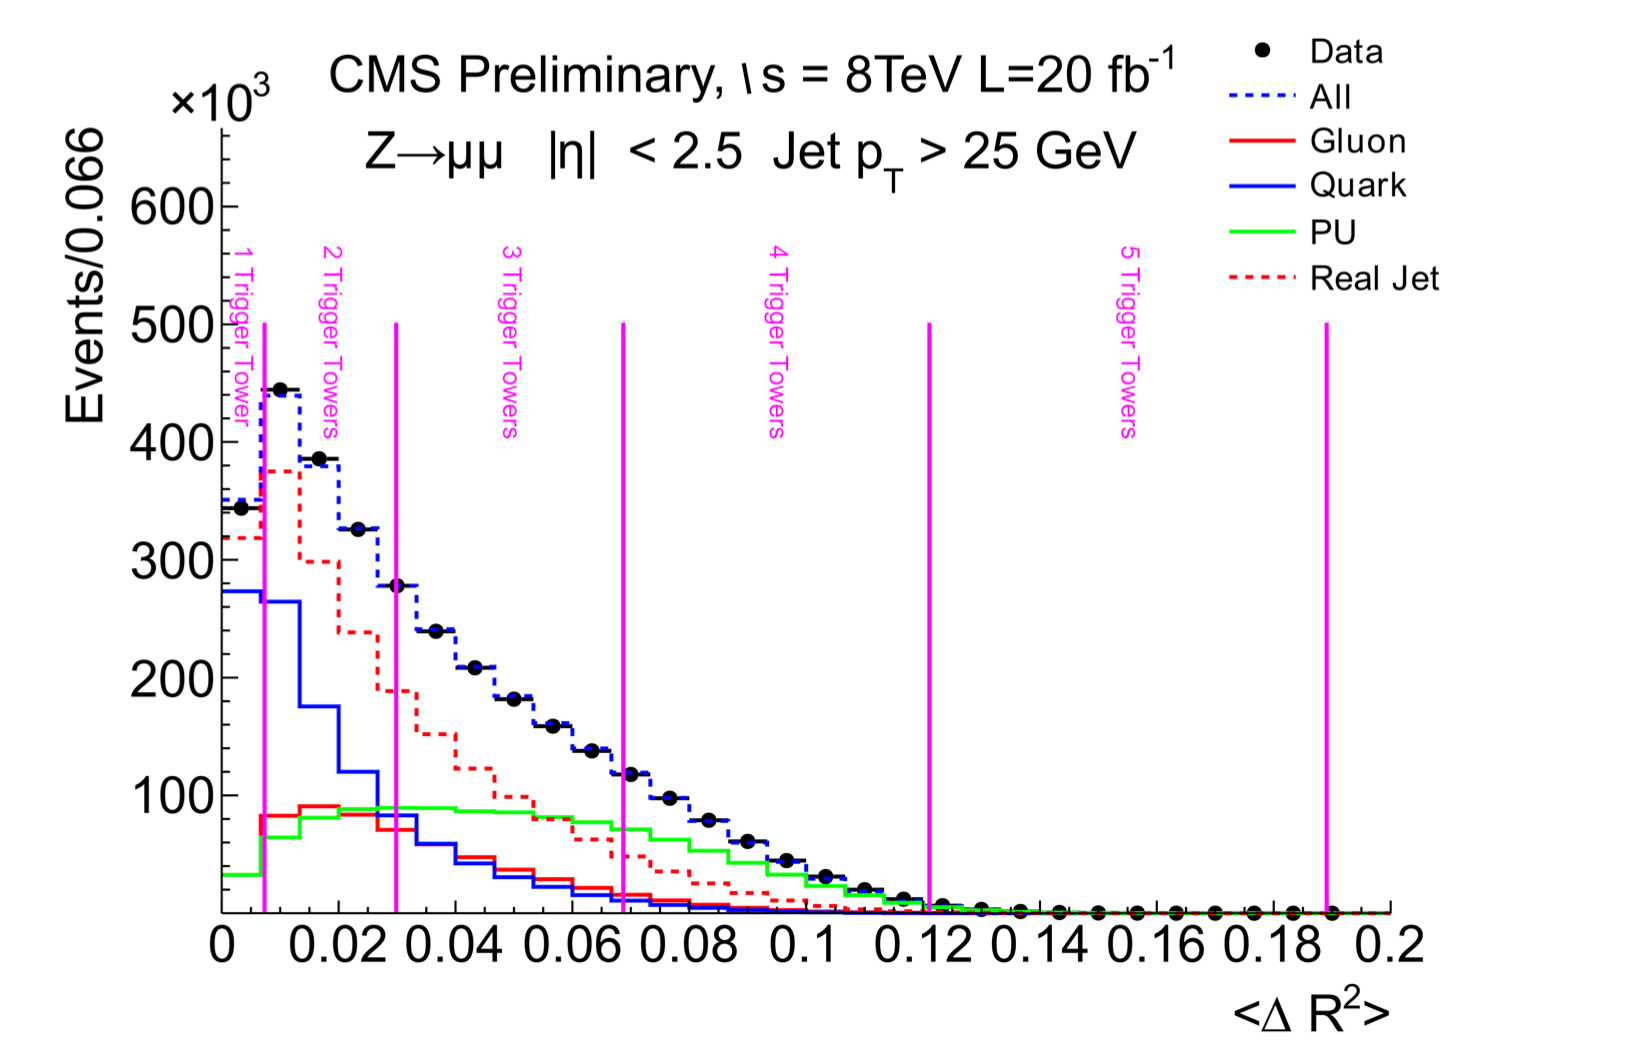 CMS Preliminary, \ s = 8TeV L=20 fb-1
Z→μμ |η| < 2.5 Jet pT > 25 GeV
×103
Events/0.066
Data
All
Gluon
Quark
PU
Real Jet
1 Trigger Tower
2 Trigger Towers
3 Trigger Towers
4 Trigger Towers
5 Trigger Towers
600
500
400
300
200
100
0 0.02 0.04 0.06 0.08 0.1 0.12 0.14 0.16 0.18 0.2
<Δ R2>